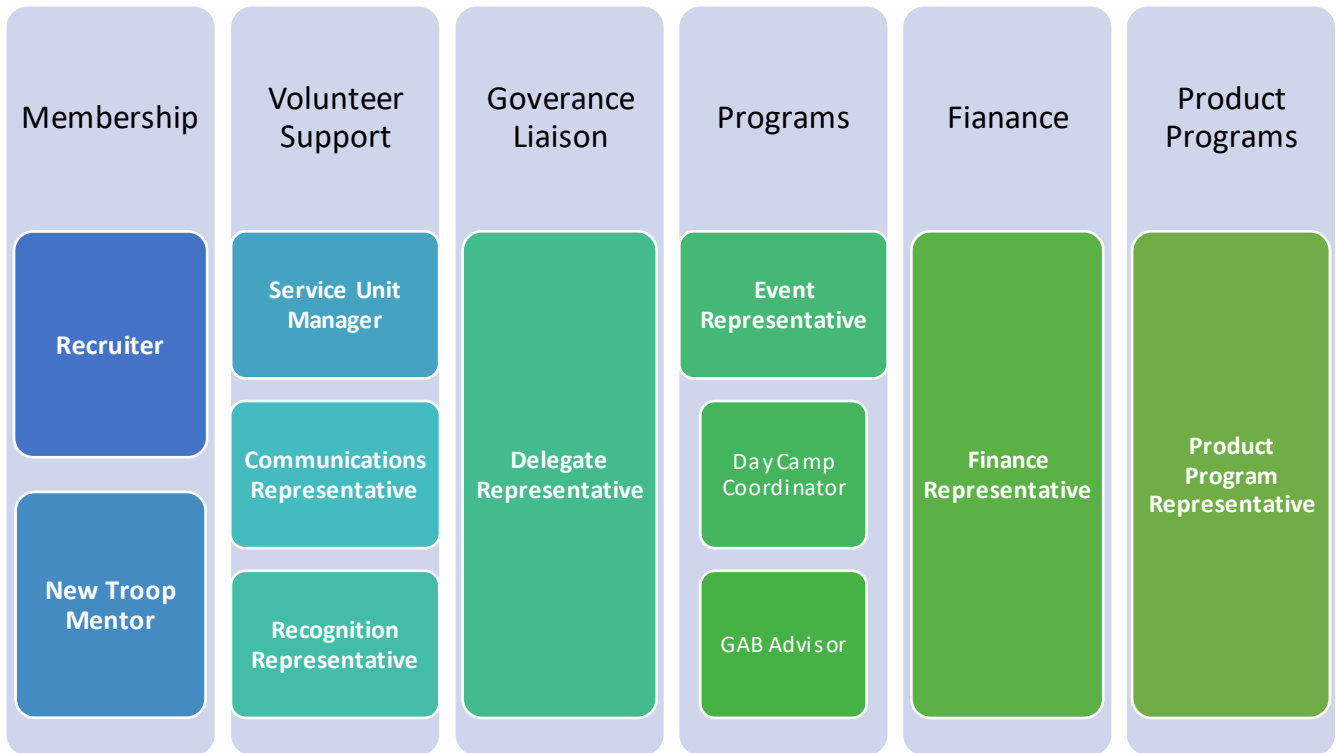 Membership
Volunteer
Support
Goverance
Liaison
Programs
Fianance
Product
Programs
Recruiter
New Troop
Mentor
Service Unit
Manager
Communications
Representative
Recognition
Representative
Delegate
Representative
Event
Representative
Day Camp
Coordinator
GAB Advisor
Finance
Representative
Product
Program
Representative